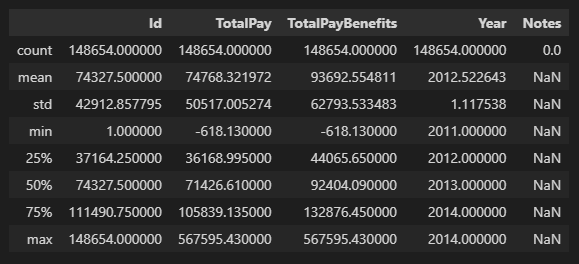 Id TotalPay TotalPayBenefits Year Notes
count 148654.000000 148654.000000 148654.000000 148654.000000 0.0
mean 74327.500000 74768.321972 93692.554811 2012.522643 NaN
std 42912.857795 50517.005274 62793.533483 1.117538 NaN
min 1.000000 -618.130000 -618.130000 2011.000000 NaN
25% 37164.250000 36168.995000 44065.650000 2012.000000 NaN
50% 74327.500000 71426.610000 92404.090000 2013.000000 NaN
75% 111490.750000 105839.135000 132876.450000 2014.000000 NaN
max 148654.000000 567595.430000 567595.430000 2014.000000 NaN